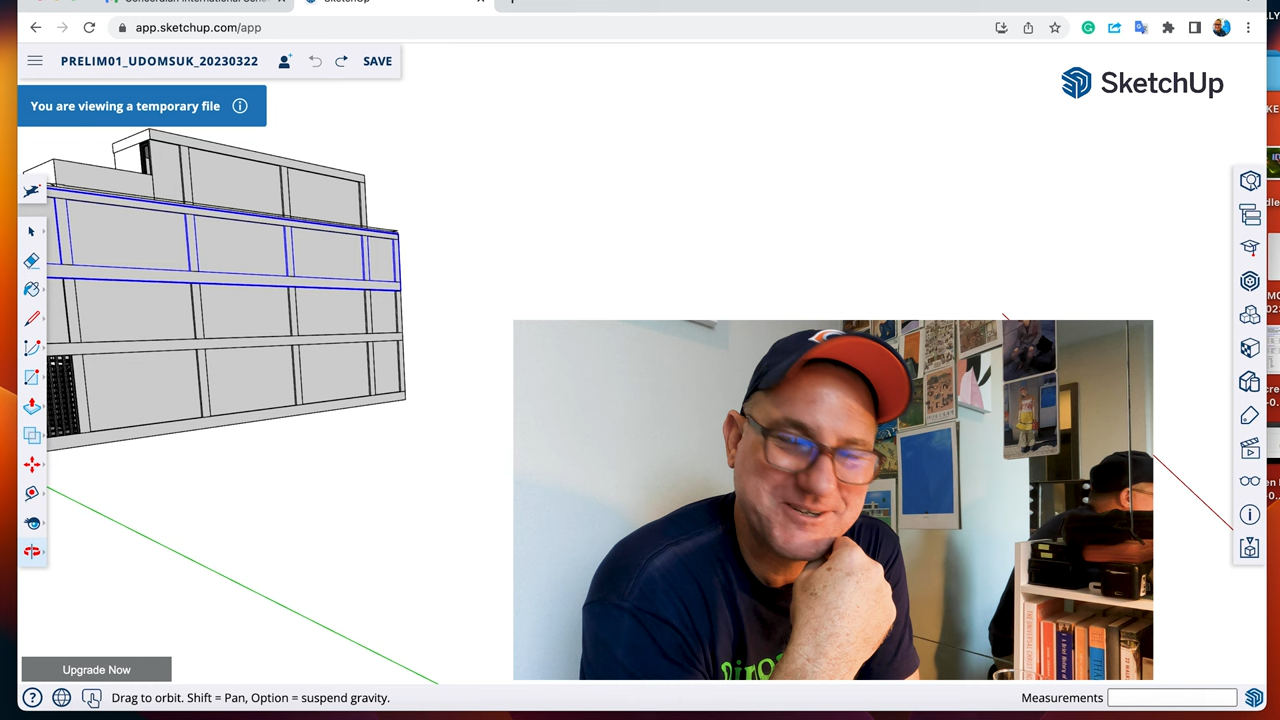 SketchUp
app.sketchup.com/app
PRELIM01_UDOMSUK_20230322
SAVE
SketchUp
You are viewing a temporary file
Upgrade Now
Drag to orbit. Shift = Pan, Option = suspend gravity.
Measurements